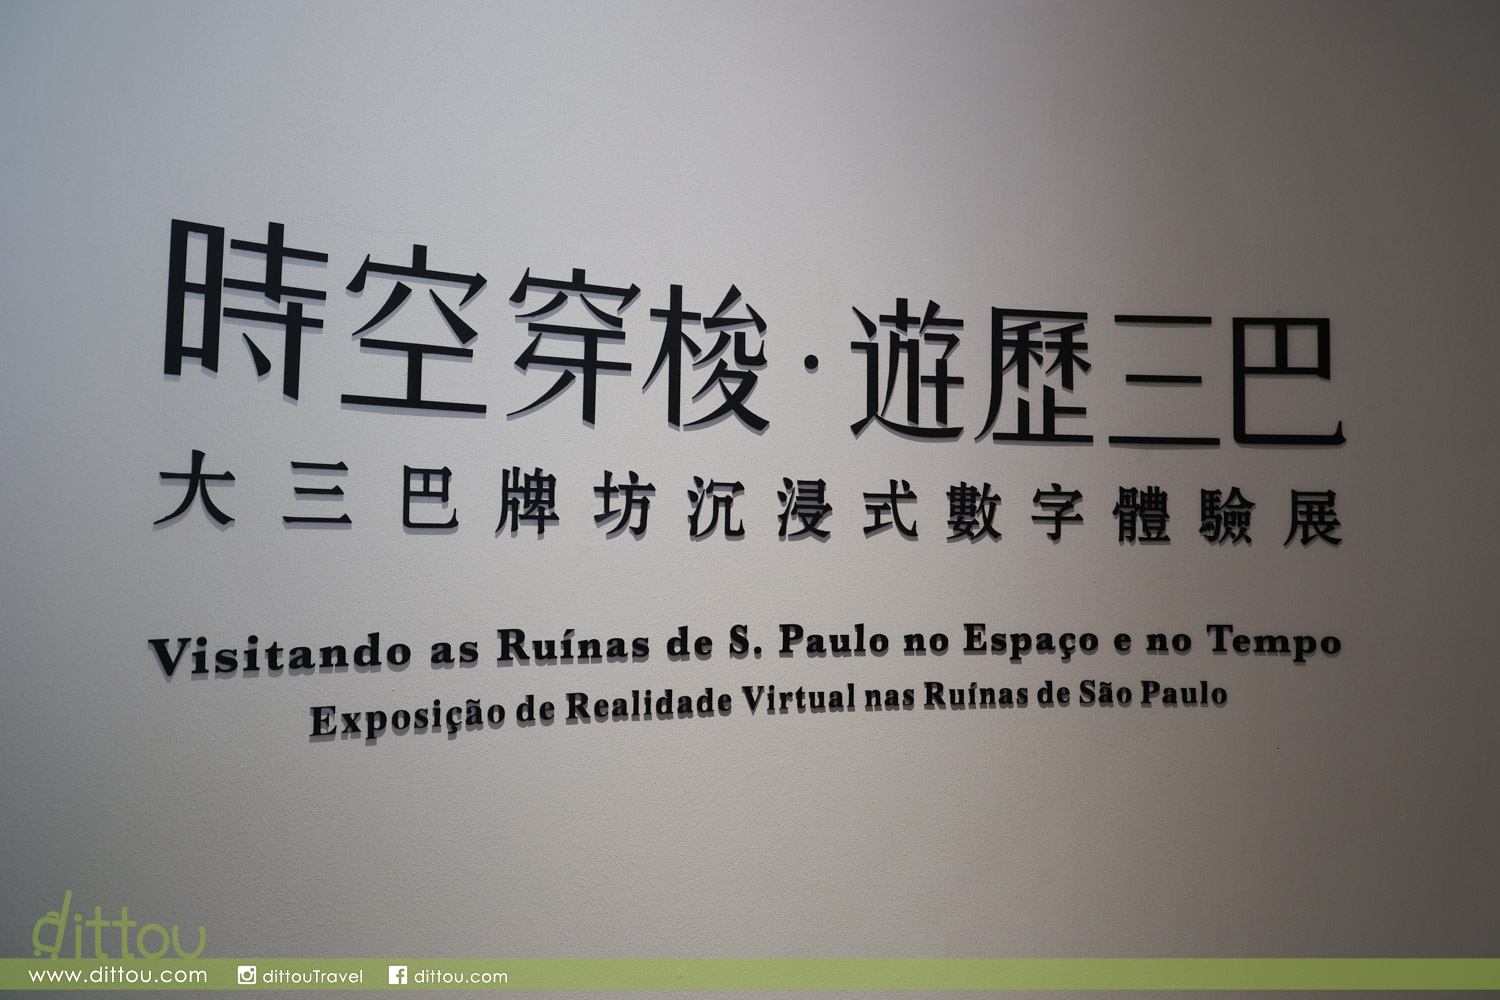 時空穿梭·遊歷三巴
大三巴牌坊沉浸式數字體驗展
Visitando as Ruínas de S. Paulo no Espaço e no Tempo
Exposição de Realidade Virtual nas Ruínas de São Paulo
dittou
www.dittou.com dittouTravel dittou.com